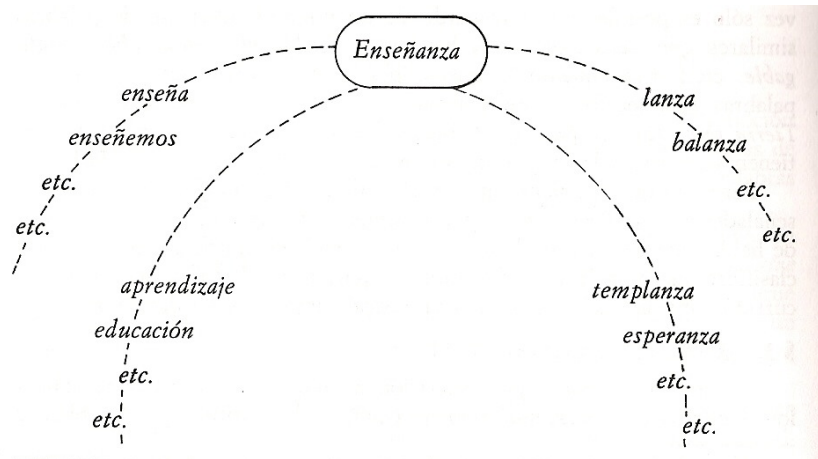 Enseñanza
enseña
enseñemos
etc.
etc.
aprendizaje
educación
etc.
etc.
templanza
esperanza
etc.
etc.
lanza
balanza
etc.
etc.